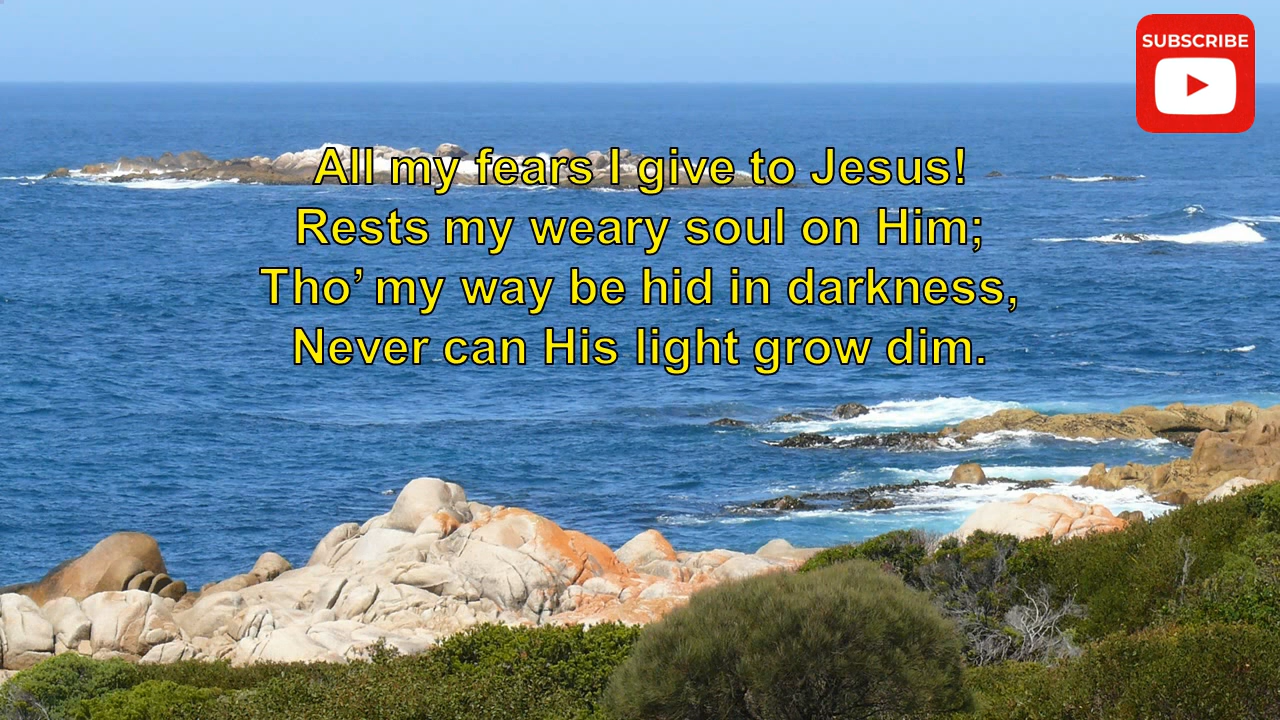 SUBSCRIBE
All my fears I give to Jesus!
Rests my weary soul on Him;
Tho’ my way be hid in darkness,
Never can His light grow dim.